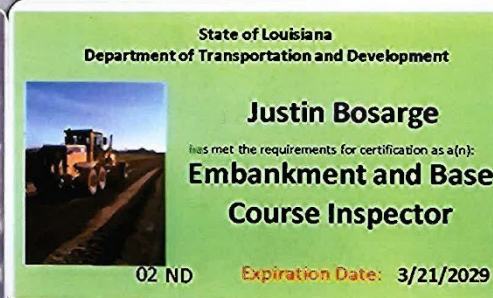 State of Louisiana
Department of Transportation and Development
Justin Bosarge
has met the requirements for certification as a(n):
Embankment and Base
Course Inspector
02 ND
Expiration Date: 3/21/2029